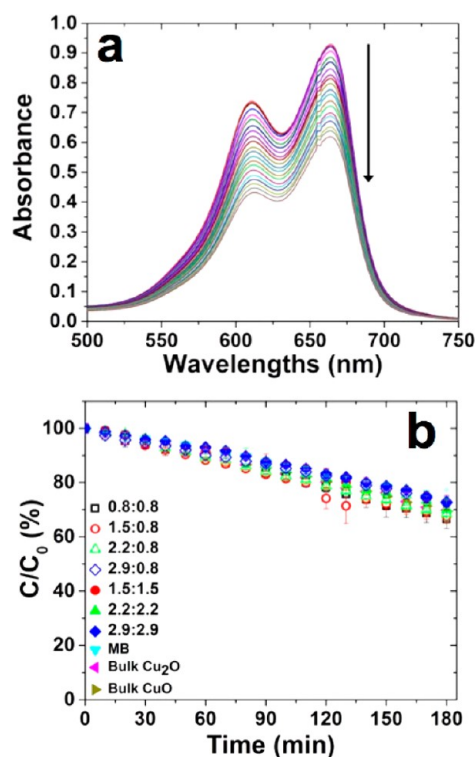 a
1.0
0.9
0.8
0.7
0.6
0.5
0.4
0.3
0.2
0.1
0.0
Absorbance
500 550 600 650 700 750
Wavelengths (nm)
b
100
80
60
40
20
0
C/C₀ (%)
0.8:0.8
1.5:0.8
2.2:0.8
2.9:0.8
1.5:1.5
2.2:2.2
2.9:2.9
MB
Bulk Cu₂O
Bulk CuO
0 30 60 90 120 150 180
Time (min)